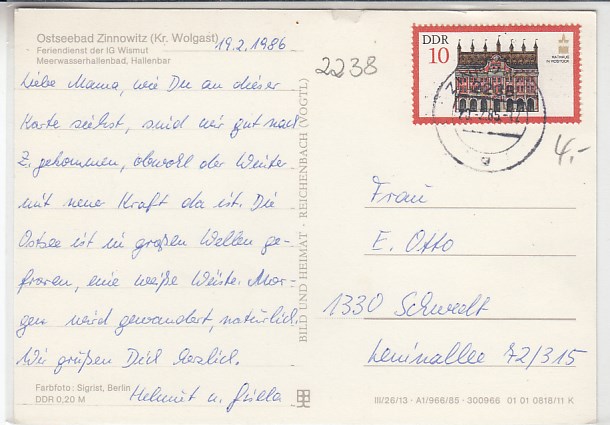 Ostseebad Zinnowitz (Kr. Wolgast)
Feriendienst der IG Wismut
Meerwasserhallenbad, Hallenbar
19.2.1986
Liebe Mama, wie Du an dieser
Karte siehst, sind wir gut nach
Z. gekommen, obwohl der Winter
mit neuer Kraft da ist. Die
Ostsee ist in großen Wellen ge-
froren, eine weiße Wüste. Mor-
gen wird gewandert, natürlich.
Wir grüßen Dich herzlich.
Helmut u.
Farbfoto: Sigrist, Berlin
DDR 0,20 M
BILD UND HEIMAT · REICHENBACH (VOGTL)
2238
DDR
10
RATHAUS
IN ROSTOCK
4,-
Frau
E. Otto
1330 Schwedt
Leninallee 72/315
III/26/13 · A1/966/85 · 300966 01 01 0818/11 K